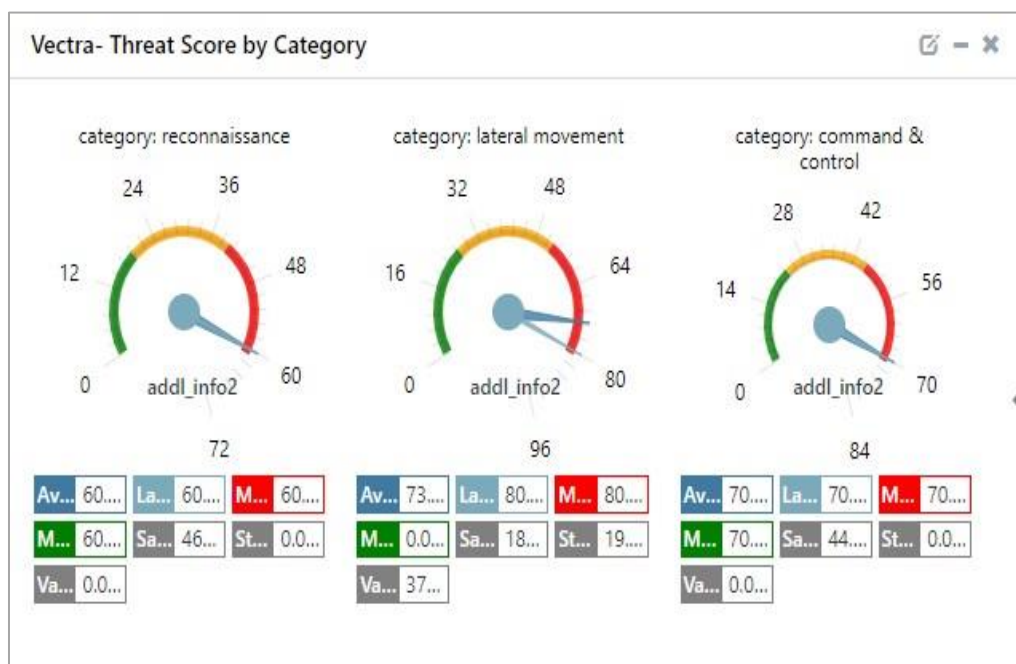 Vectra- Threat Score by Category
category: reconnaissance
24
36
12
48
0
60
addl_info2
72
Av... 60....
La... 60....
M... 60....
M... 60....
Sa... 46...
St... 0.0...
Va... 0.0...
category: lateral movement
32
48
16
64
0
80
addl_info2
96
Av... 73....
La... 80....
M... 80....
M... 0.0...
Sa... 18...
St... 19....
Va... 37...
category: command &
control
28
42
14
56
0
70
addl_info2
84
Av... 70....
La... 70....
M... 70....
M... 70....
Sa... 44....
St... 0.0...
Va... 0.0...